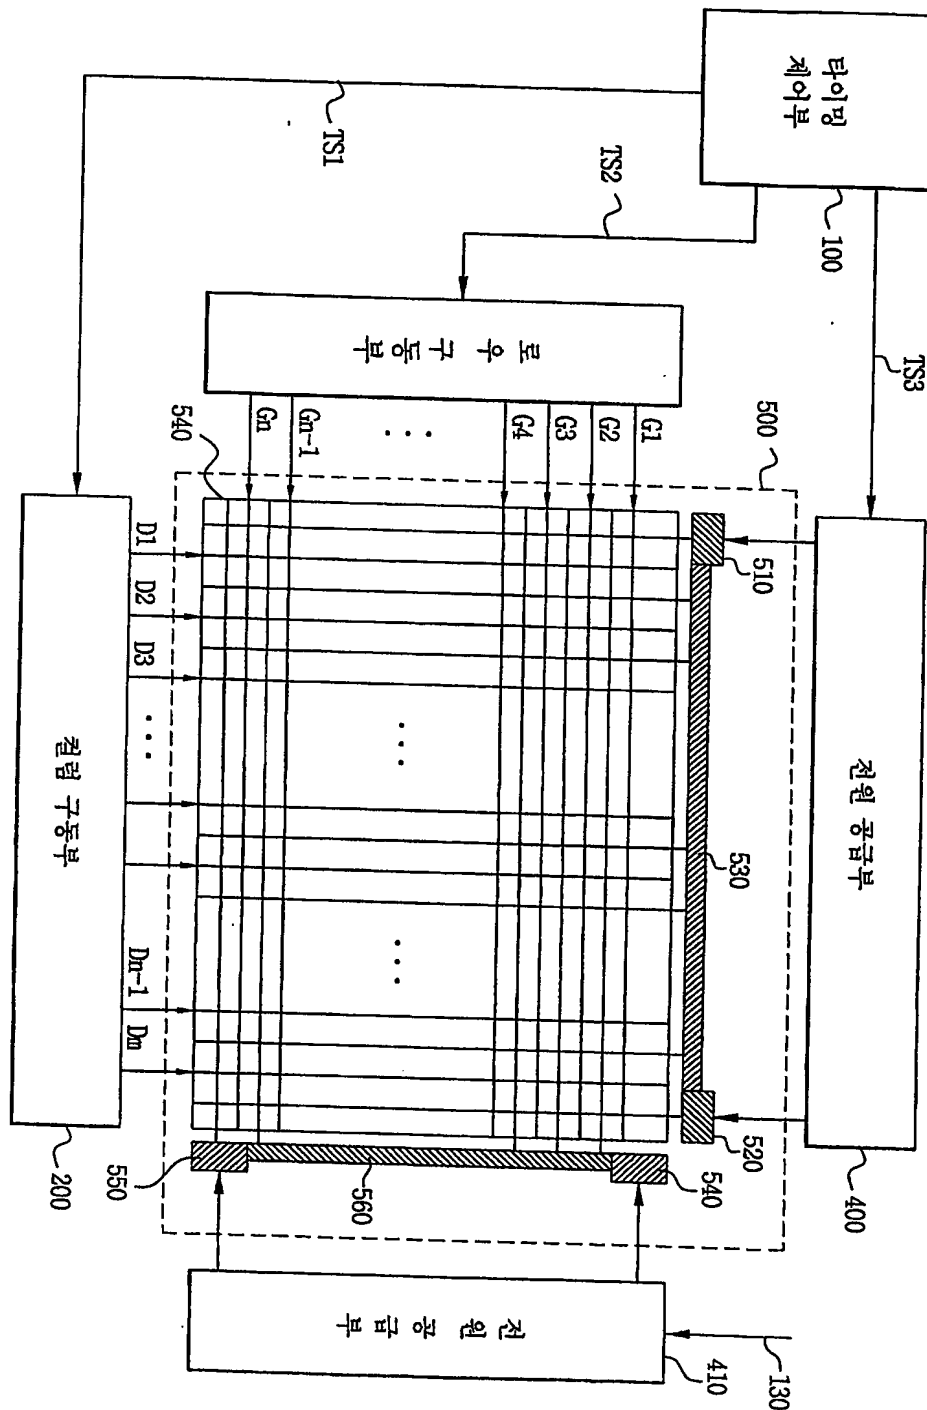 타이밍
제어부
100
TS1
TS2
TS3
로우 구동부
G1
G2
G3
G4
...
Gn-1
Gn
540
500
510
530
520
전원 공급부
400
D1
D2
D3
...
Dn-1
Dm
...
...
컬럼 구동부
200
550
560
540
전원 공급부
410
130